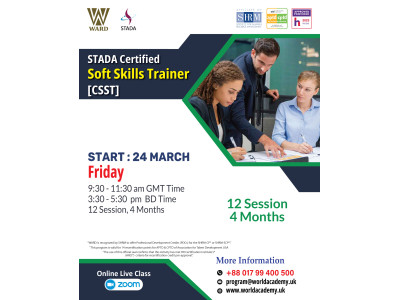 WARD
STADA
STADA Certified
Soft Skills Trainer
[CSST]
START : 24 MARCH
Friday
9:30 - 11:30 am GMT Time
3:30 - 5:30 pm BD Time
12 Session, 4 Months
12 Session
4 Months
Online Live Class
zoom
More Information
+88 017 99 400 500
program@worldacademy.uk
www.worldacademy.uk